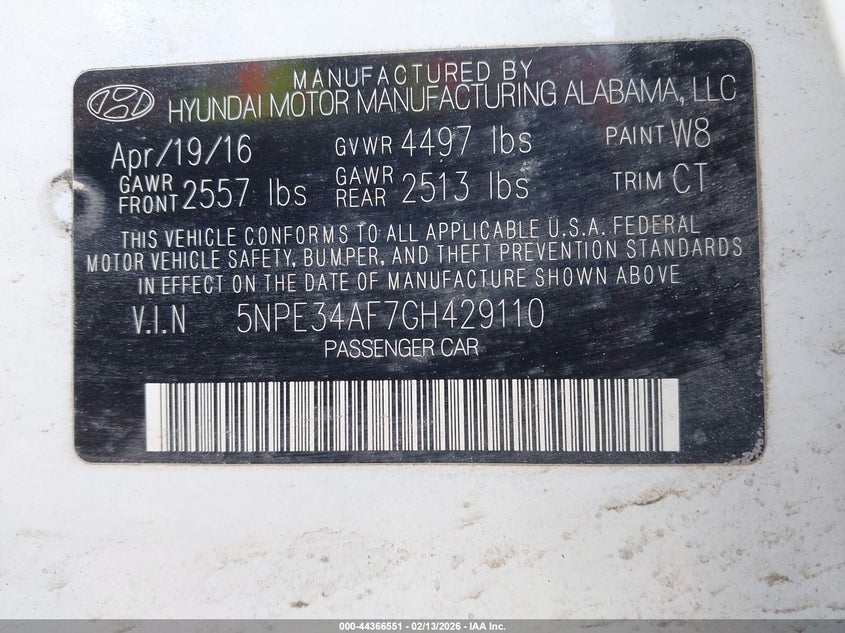 MANUFACTURED BY
HYUNDAI MOTOR MANUFACTURING ALABAMA, LLC
Apr/19/16 GVWR 4497 lbs PAINT W8
GAWR FRONT 2557 lbs GAWR REAR 2513 lbs TRIM CT
THIS VEHICLE CONFORMS TO ALL APPLICABLE U.S.A. FEDERAL
MOTOR VEHICLE SAFETY, BUMPER, AND THEFT PREVENTION STANDARDS
IN EFFECT ON THE DATE OF MANUFACTURE SHOWN ABOVE
V.I.N 5NPE34AF7GH429110
PASSENGER CAR
000-44366551 - 02/13/2026 - IAA Inc.